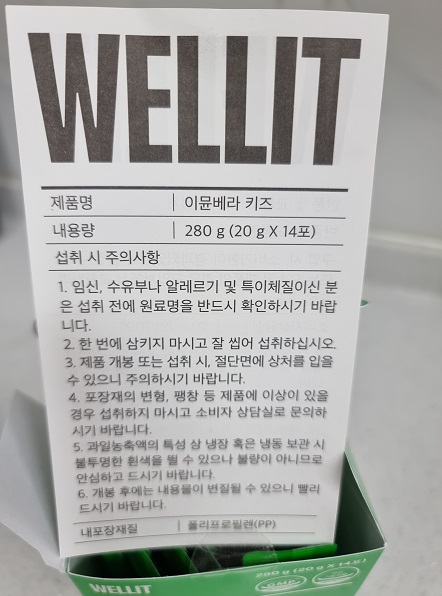 WELLIT
제품명 | 이뮨베라 키즈
내용량 | 280 g (20 g X 14포)
섭취 시 주의사항
1. 임신, 수유부나 알레르기 및 특이체질이신 분
은 섭취 전에 원료명을 반드시 확인하시기 바랍
니다.
2. 한 번에 삼키지 마시고 잘 씹어 섭취하십시오.
3. 제품 개봉 또는 섭취 시, 절단면에 상처를 입을
수 있으니 주의하시기 바랍니다.
4. 포장재의 변형, 팽창 등 제품에 이상이 있을
경우 섭취하지 마시고 소비자 상담실로 문의하
시기 바랍니다.
5. 과일농축액의 특성 상 냉장 혹은 냉동 보관 시
불투명한 흰색을 띌 수 있으나 불량이 아니므로
안심하고 드시기 바랍니다.
6. 개봉 후에는 내용물이 변질될 수 있으니 빨리
드시기 바랍니다.
내포장재질 | 폴리프로필렌(PP)
WELLIT
280 g (20 g X 14포)
GMP